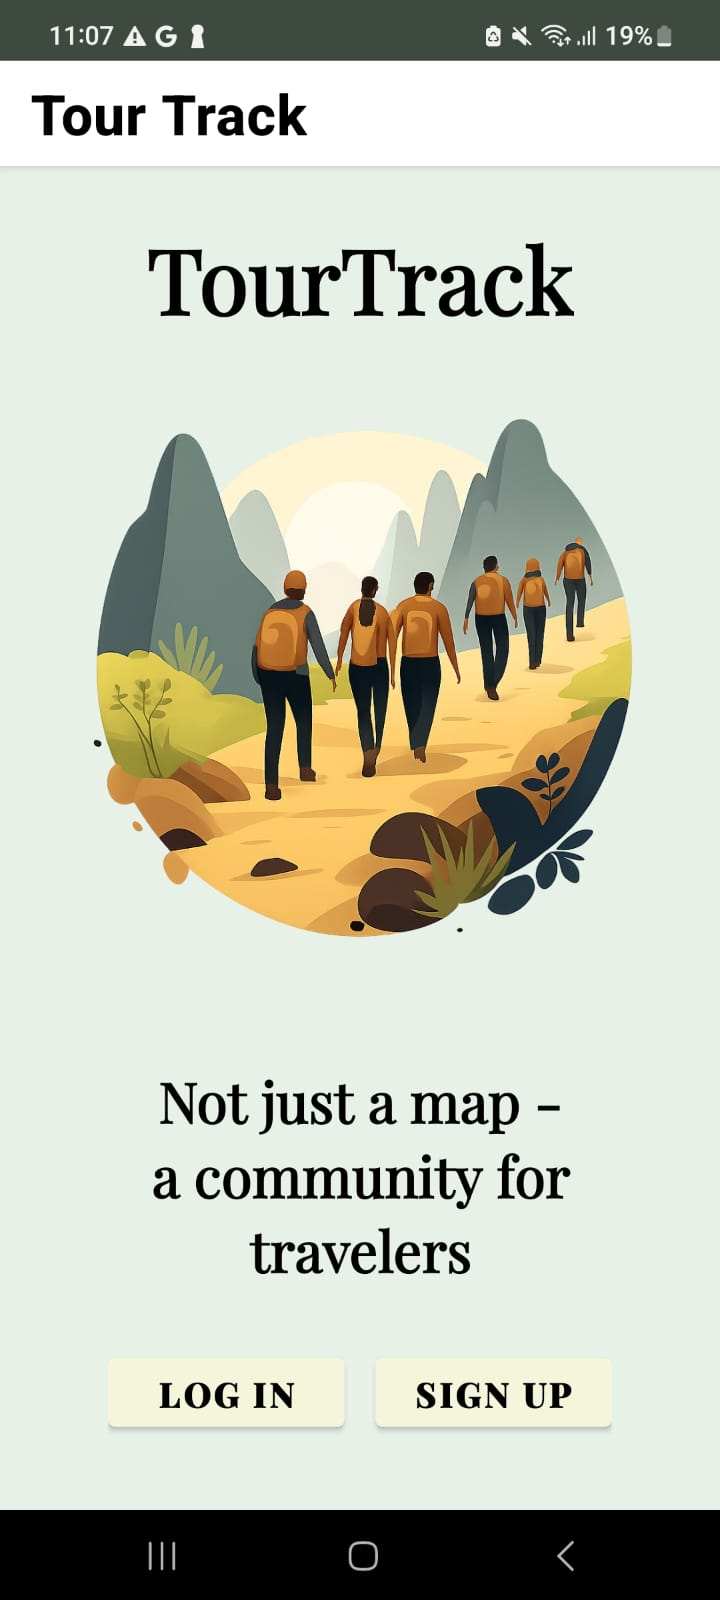 11:07 G 19%
Tour Track
TourTrack
Not just a map –
a community for
travelers
LOG IN SIGN UP